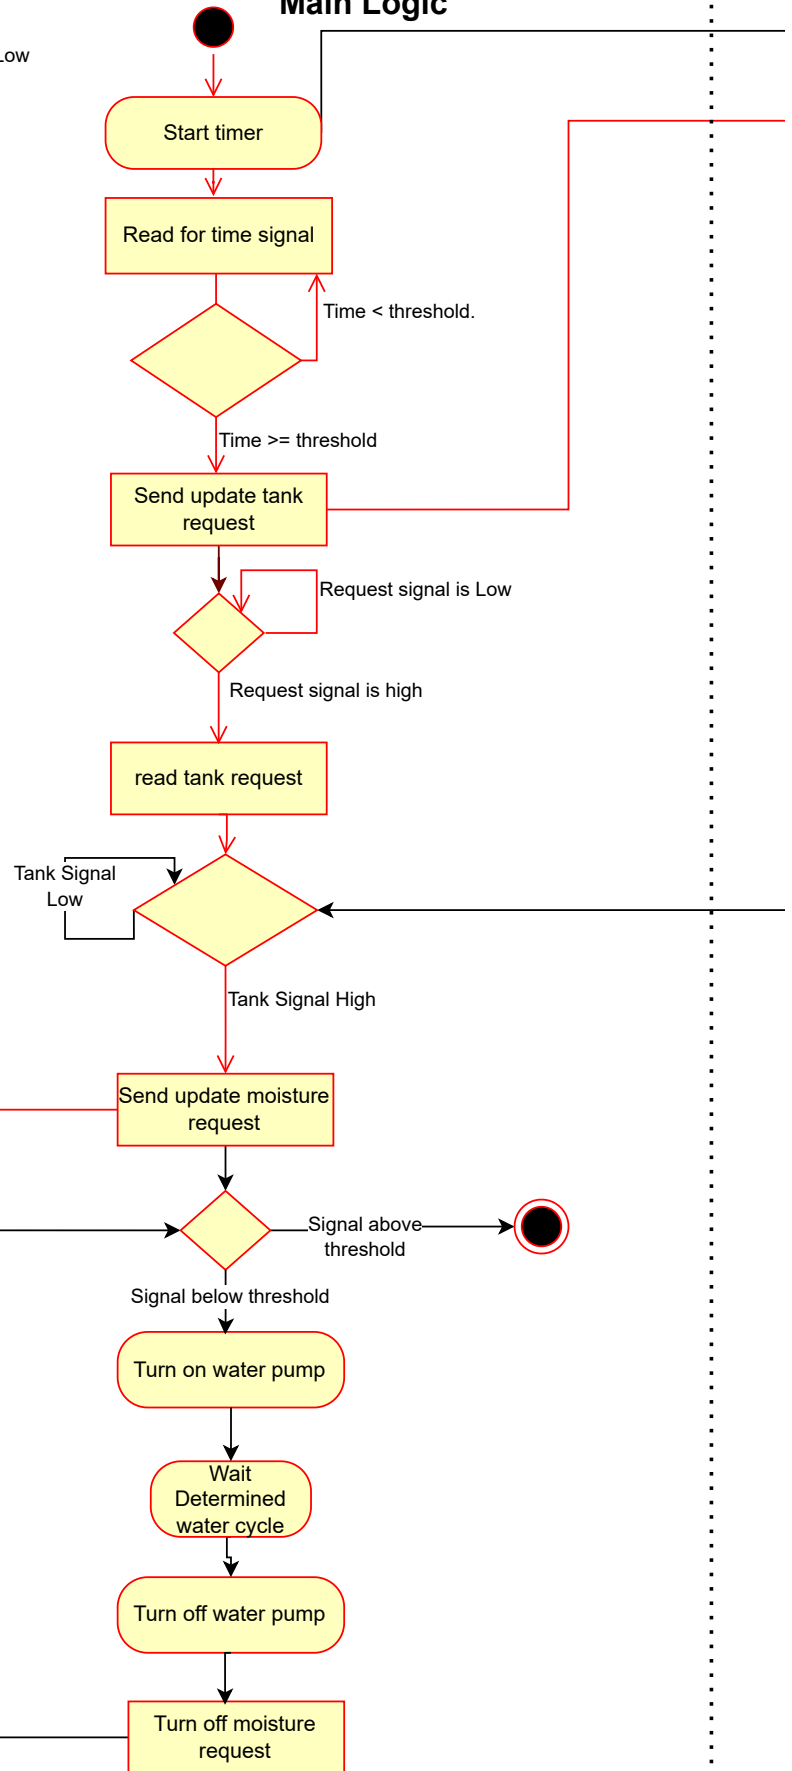 Main Logic
Low
Start timer
Read for time signal
Time < threshold.
Time >= threshold
Send update tank
request
Request signal is Low
Request signal is high
read tank request
Tank Signal
Low
Tank Signal High
Send update moisture
request
Signal above
threshold
Signal below threshold
Turn on water pump
Wait
Determined
water cycle
Turn off water pump
Turn off moisture
request